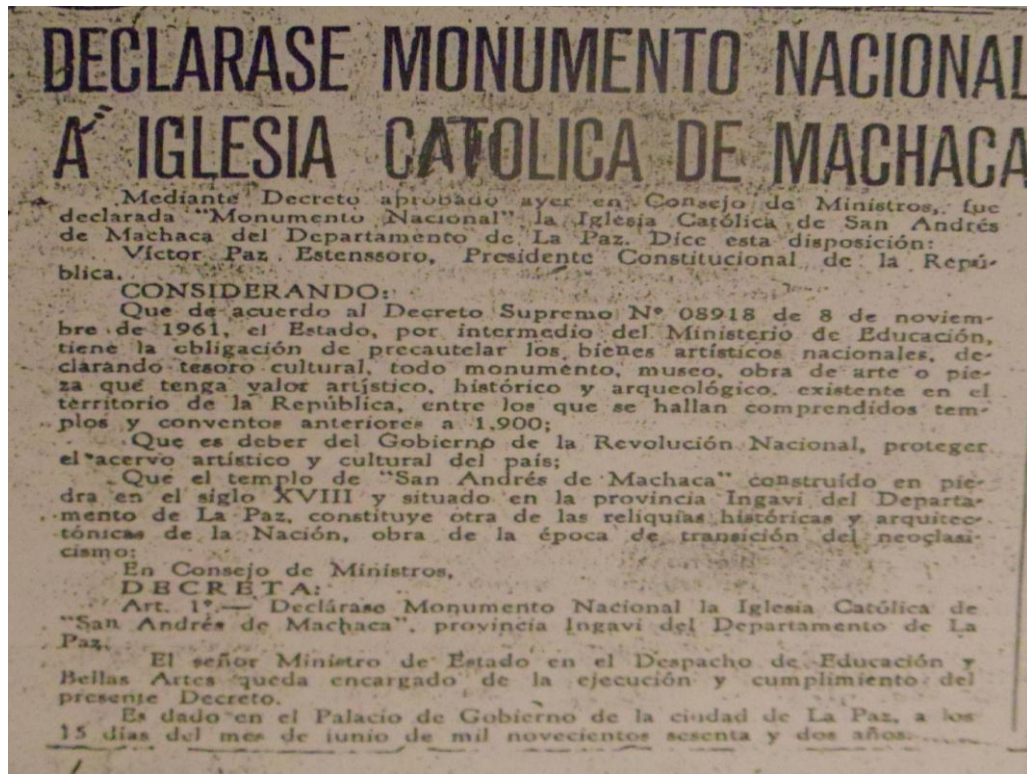 DECLARASE MONUMENTO NACIONAL
A IGLESIA CATOLICA DE MACHACA
Mediante Decreto aprobado ayer en Consejo de Ministros, fue
declarada "Monumento Nacional" la Iglesia Católica de San Andrés
de Machaca del Departamento de La Paz. Dice esta disposición:
Víctor Paz Estenssoro, Presidente Constitucional de la Repú-
blica.
CONSIDERANDO:
Que de acuerdo al Decreto Supremo Nº 08918 de 8 de noviem-
bre de 1961, el Estado, por intermedio del Ministerio de Educación,
tiene la obligación de precautelar los bienes artísticos nacionales, de-
clarando tesoro cultural, todo monumento, museo, obra de arte o pie-
za que tenga valor artístico, histórico y arqueológico, existente en el
territorio de la República, entre los que se hallan comprendidos tem-
plos y conventos anteriores a 1.900;
Que es deber del Gobierno de la Revolución Nacional, proteger
el acervo artístico y cultural del país;
Que el templo de "San Andrés de Machaca" construído en pie-
dra en el siglo XVIII y situado en la provincia Ingavi del Departa-
mento de La Paz, constituye otra de las reliquias históricas y arquitec-
tónicas de la Nación, obra de la época de transición del neoclasi-
cismo;
En Consejo de Ministros,
DECRETA:
Art. 1º.— Declárase Monumento Nacional la Iglesia Católica de
"San Andrés de Machaca", provincia Ingavi del Departamento de La
Paz.
El señor Ministro de Estado en el Despacho de Educación y
Bellas Artes queda encargado de la ejecución y cumplimiento del
presente Decreto.
Es dado en el Palacio de Gobierno de la ciudad de La Paz, a los
15 días del mes de junio de mil novecientos sesenta y dos años.